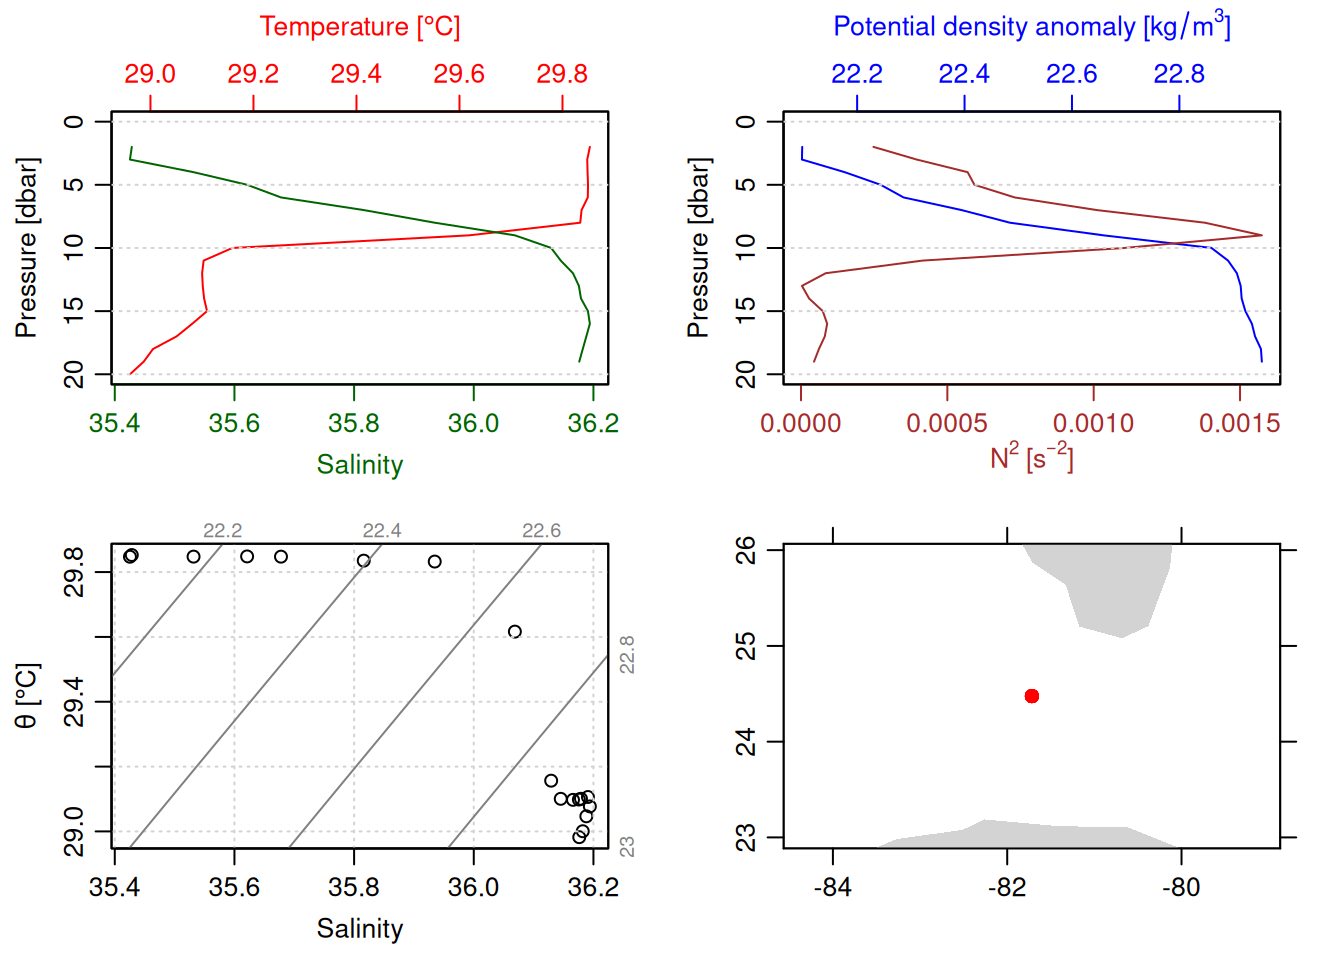 Temperature [°C]
29.0 29.2 29.4 29.6 29.8
Pressure [dbar]
0
5
10
15
20
35.4 35.6 35.8 36.0 36.2
Salinity
Potential density anomaly [kg/m³]
22.2 22.4 22.6 22.8
Pressure [dbar]
0
5
10
15
20
0.0000 0.0005 0.0010 0.0015
N² [s⁻²]
22.2 22.4 22.6
22.8
23
θ [°C]
29.8
29.4
29.0
35.4 35.6 35.8 36.0 36.2
Salinity
26
25
24
23
-84 -82 -80